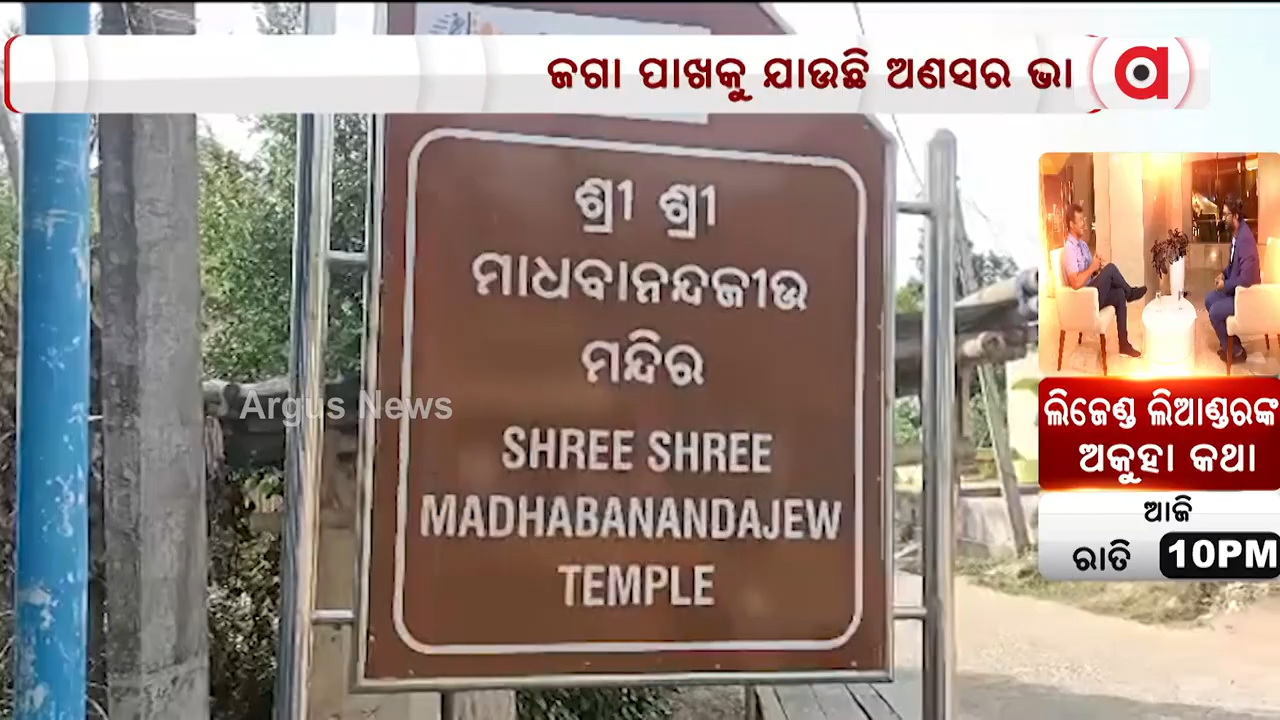 ଜଗା ପାଖକୁ ଯାଉଛି ଅଣସର ଭା
a
ଶ୍ରୀ ଶ୍ରୀ
ମାଧବାନନ୍ଦଜୀଉ
ମନ୍ଦିର
SHREE SHREE
MADHABANANDAJEW
TEMPLE
Argus News
ଲିଜେଣ୍ଡ ଲିଆଣ୍ଡରଙ୍କ
ଅକୁହା କଥା
ଆଜି
ରାତି 10PM